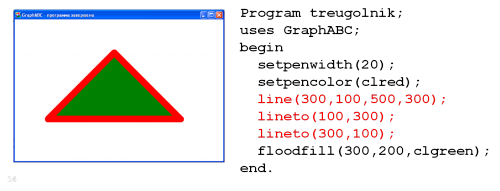 GraphABC - программа завершена
Program treugolnik;
uses GraphABC;
begin
setpenwidth(20);
setpencolor(clred);
line(300,100,500,300);
lineto(100,300);
lineto(300,100);
floodfill(300,200,clgreen);
end.